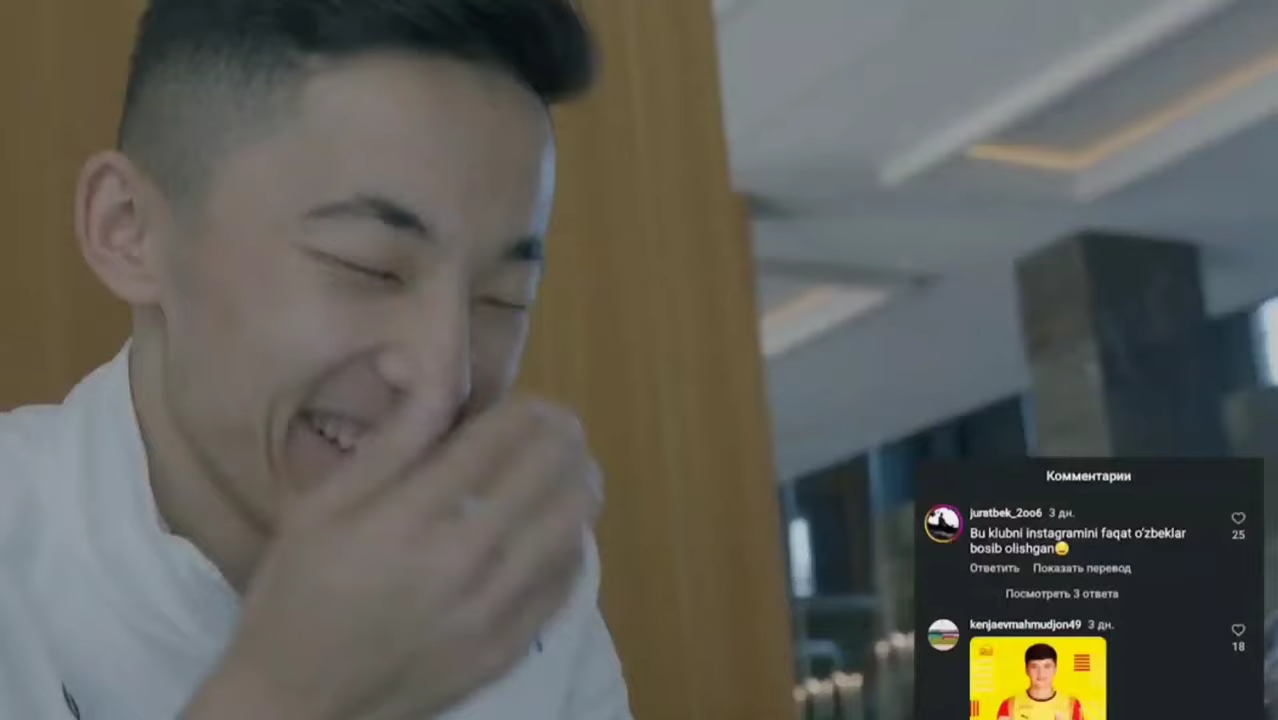 Комментарии
juratbek_2oo6 3 дн.
Bu klubni instagramini faqat o'zbeklar
bosib olishgan😄
25
Ответить Показать перевод
Посмотреть 3 ответа
kenjaevmahmudjon49 3 дн.
18